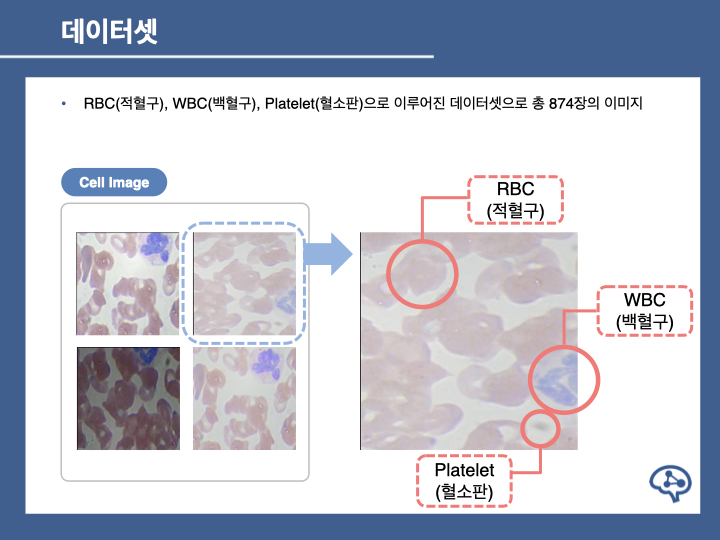 데이터셋
• RBC(적혈구), WBC(백혈구), Platelet(혈소판)으로 이루어진 데이터셋으로 총 874장의 이미지
Cell Image
RBC
(적혈구)
WBC
(백혈구)
Platelet
(혈소판)